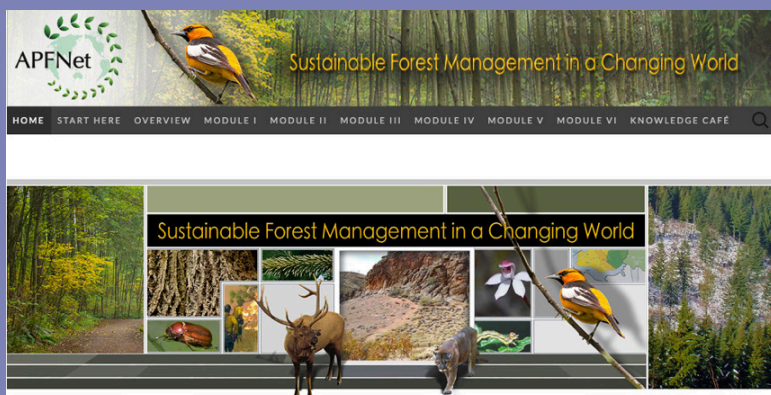 APFNet
Sustainable Forest Management in a Changing World
HOME START HERE OVERVIEW MODULE I MODULE II MODULE III MODULE IV MODULE V MODULE VI KNOWLEDGE CAFÉ
Sustainable Forest Management in a Changing World